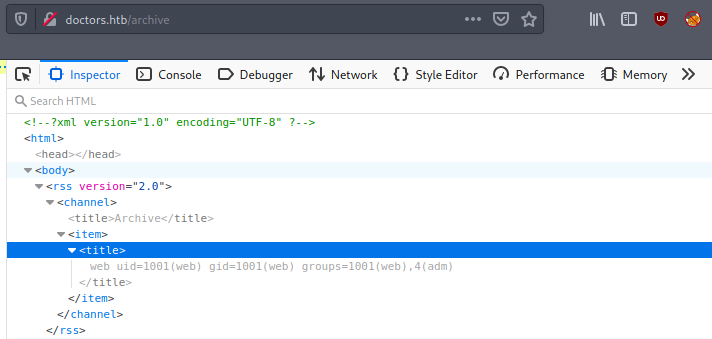 doctors.htb/archive
Inspector Console Debugger Network Style Editor Performance Memory
Search HTML
<!--?xml version="1.0" encoding="UTF-8" ?-->
<html>
<head></head>
<body>
<rss version="2.0">
<channel>
<title>Archive</title>
<item>
<title>
web uid=1001(web) gid=1001(web) groups=1001(web),4(adm)
</title>
</item>
</channel>
</rss>